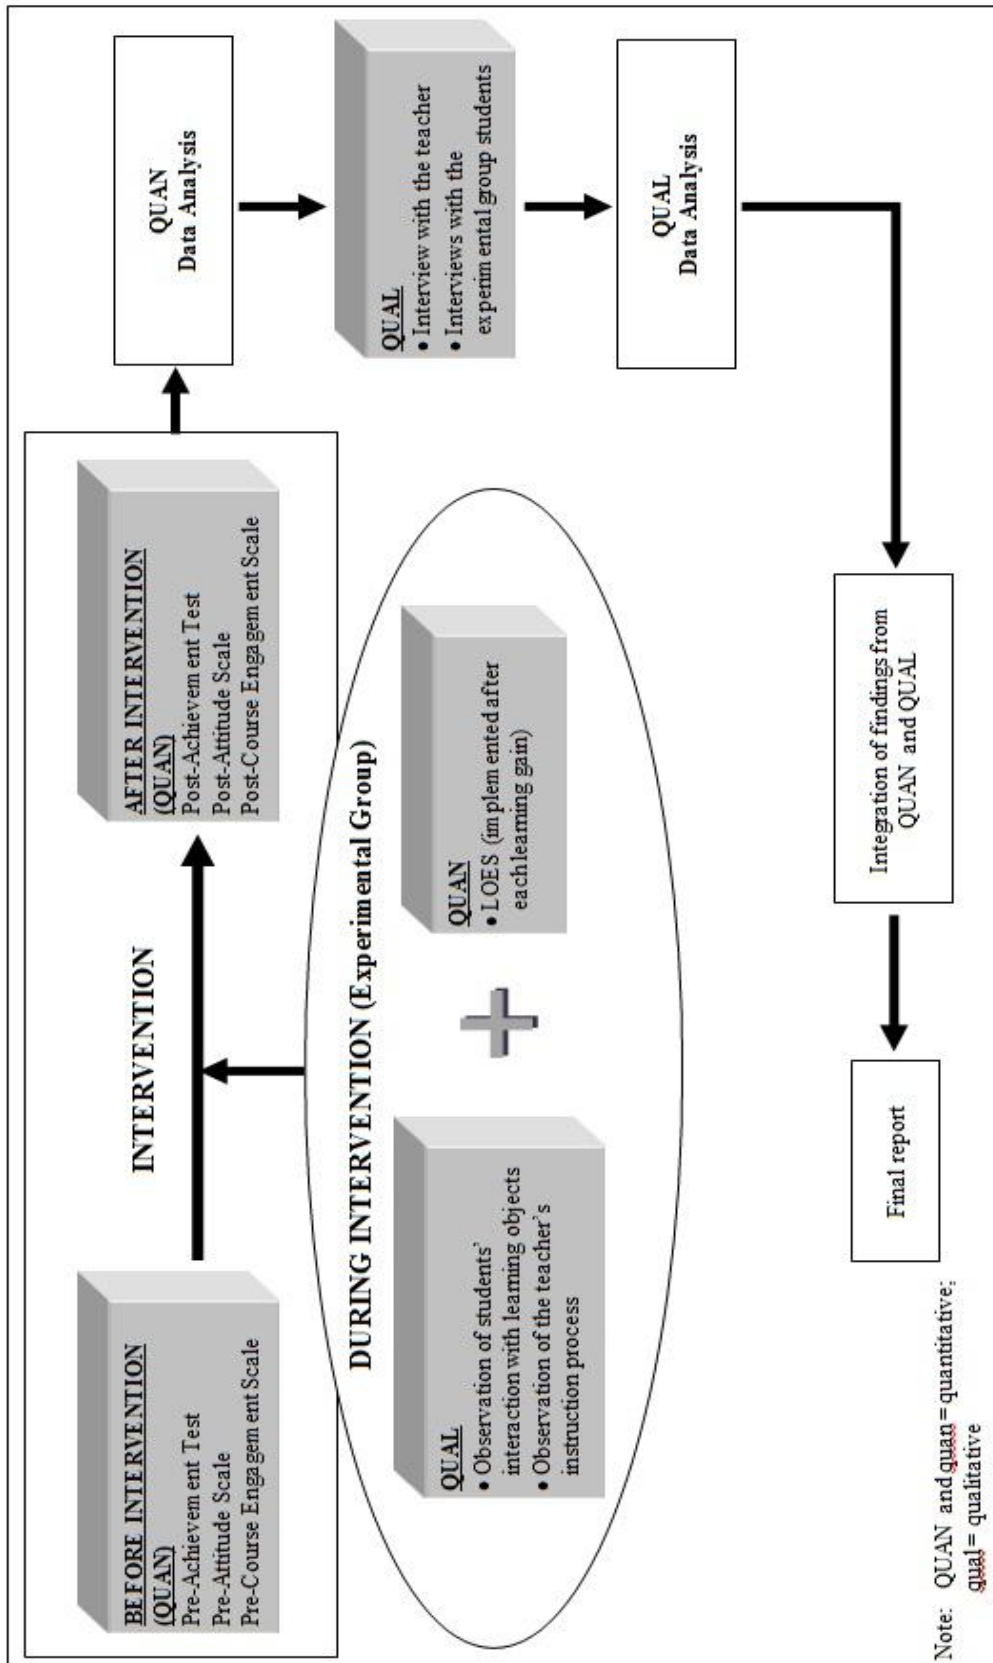 BEFORE INTERVENTION
(QUAN)
Pre-Achievement Test
Pre-Attitude Scale
Pre-Course Engagement Scale
INTERVENTION
AFTER INTERVENTION
(QUAN)
Post-Achievement Test
Post-Attitude Scale
Post-Course Engagement Scale
QUAN
Data Analysis
DURING INTERVENTION (Experimental Group)
QUAL
• Observation of students'
interaction with learning objects
• Observation of the teacher's
instruction process
QUAN
• LOES (implemented after
each learning gain)
QUAL
• Interview with the teacher
• Interviews with the
experimental group students
QUAL
Data Analysis
Integration of findings from
QUAN and QUAL
Final report
Note: QUAN and quan= quantitative;
qual= qualitative